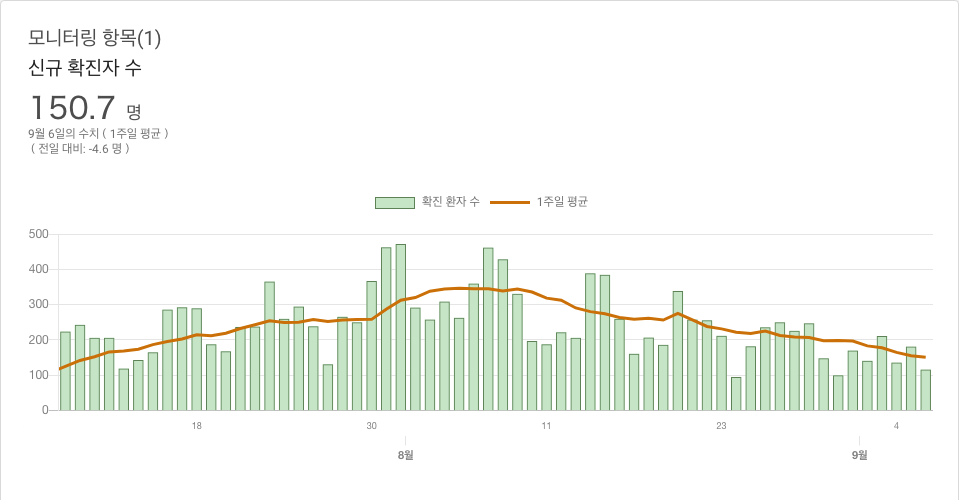 모니터링 항목(1)
신규 확진자 수
150.7 명
9월 6일의 수치 ( 1주일 평균 )
( 전일 대비: -4.6 명 )
확진 환자 수 1주일 평균
500
400
300
200
100
0
18 30 11 23 4
8월 9월